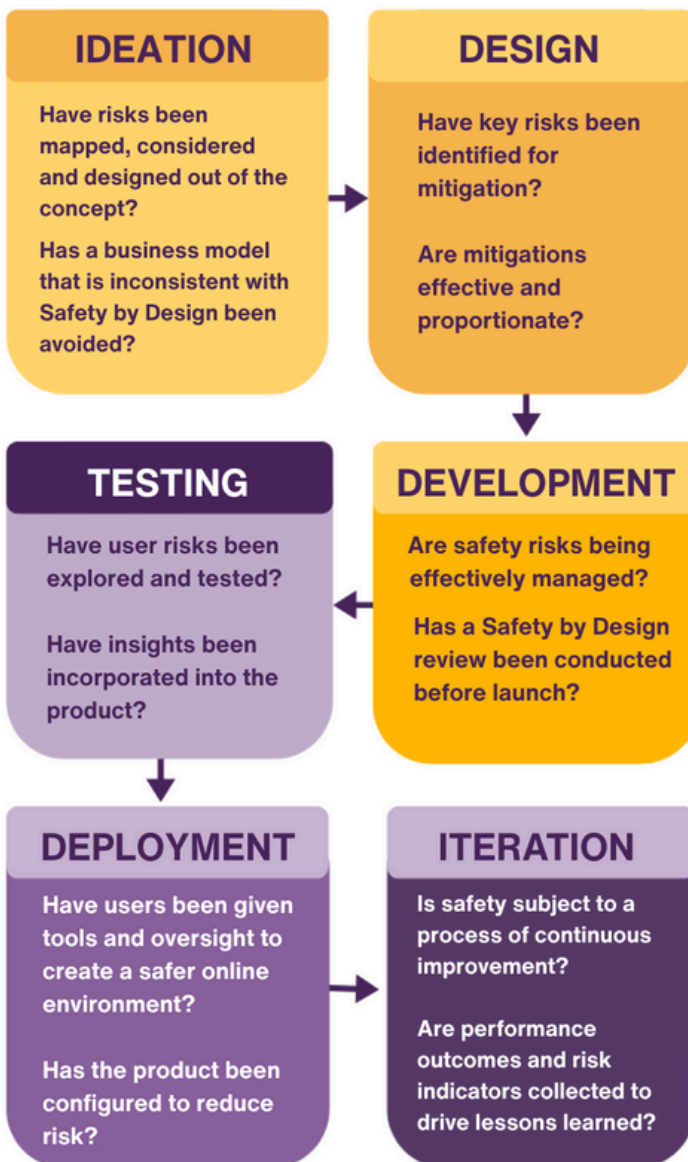 IDEATION
Have risks been
mapped, considered
and designed out of the
concept?
Has a business model
that is inconsistent with
Safety by Design been
avoided?
DESIGN
Have key risks been
identified for
mitigation?
Are mitigations
effective and
proportionate?
DEVELOPMENT
Are safety risks being
effectively managed?
Has a Safety by Design
review been conducted
before launch?
TESTING
Have user risks been
explored and tested?
Have insights been
incorporated into the
product?
DEPLOYMENT
Have users been given
tools and oversight to
create a safer online
environment?
Has the product been
configured to reduce
risk?
ITERATION
Is safety subject to a
process of continuous
improvement?
Are performance
outcomes and risk
indicators collected to
drive lessons learned?